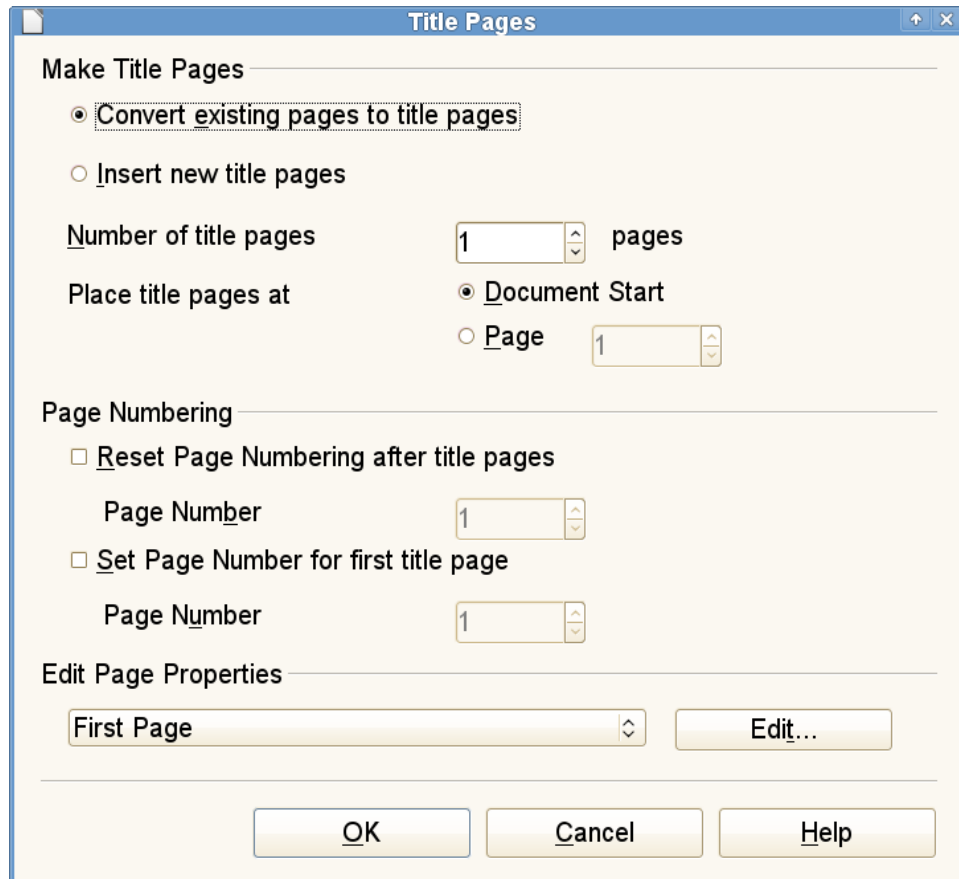 Title Pages
Make Title Pages
Convert existing pages to title pages
Insert new title pages
Number of title pages 1 pages
Place title pages at Document Start
Page 1
Page Numbering
Reset Page Numbering after title pages
Page Number 1
Set Page Number for first title page
Page Number 1
Edit Page Properties
First Page Edit...
OK Cancel Help